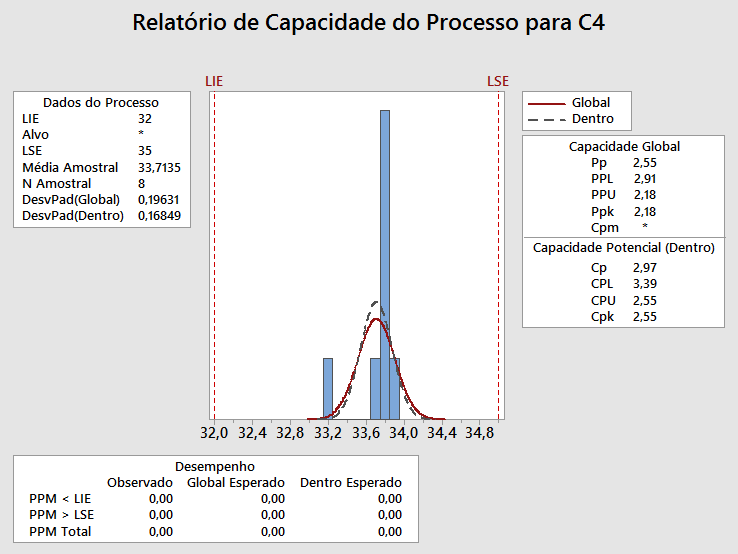 Relatório de Capacidade do Processo para C4
LIE LSE
Dados do Processo
LIE 32
Alvo *
LSE 35
Média Amostral 33,7135
N Amostral 8
DesvPad(Global) 0,19631
DesvPad(Dentro) 0,16849
Global
Dentro
Capacidade Global
Pp 2,55
PPL 2,91
PPU 2,18
Ppk 2,18
Cpm *
Capacidade Potencial (Dentro)
Cp 2,97
CPL 3,39
CPU 2,55
Cpk 2,55
32,0 32,4 32,8 33,2 33,6 34,0 34,4 34,8
Desempenho
Observado Global Esperado Dentro Esperado
PPM < LIE 0,00 0,00 0,00
PPM > LSE 0,00 0,00 0,00
PPM Total 0,00 0,00 0,00